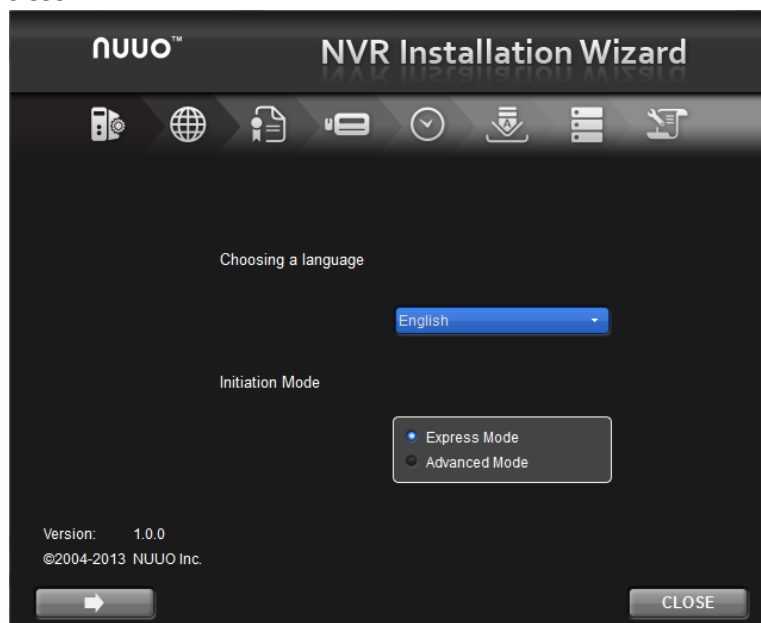 nuuo™
NVR Installation Wizard
Choosing a language
English
Initiation Mode
Express Mode
Advanced Mode
Version: 1.0.0
©2004-2013 NUUO Inc.
CLOSE